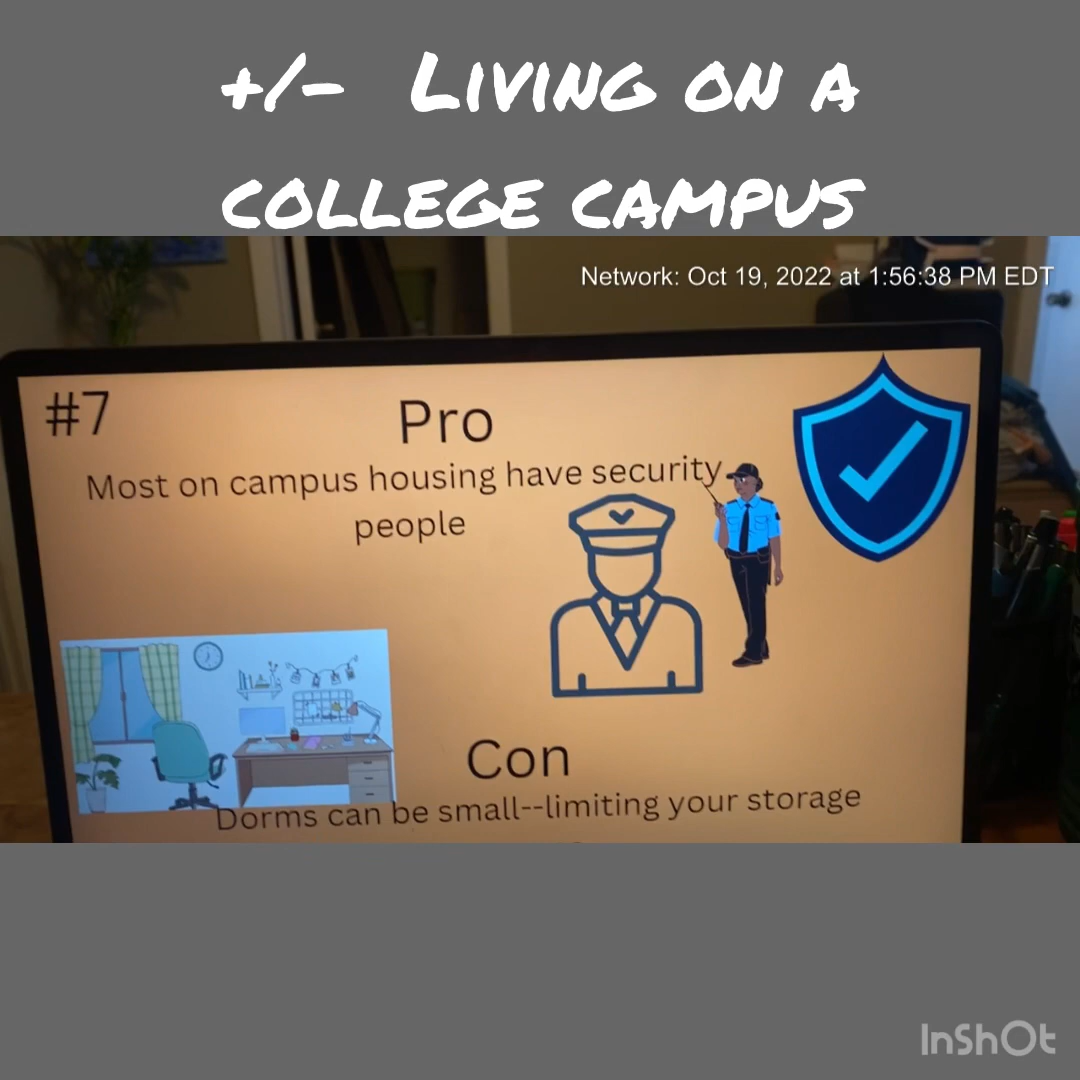 +/- LIVING ON A
COLLEGE CAMPUS
Network: Oct 19, 2022 at 1:56:38 PM EDT
#7
Pro
Most on campus housing have security
people
Con
Dorms can be small--limiting your storage
InShOt